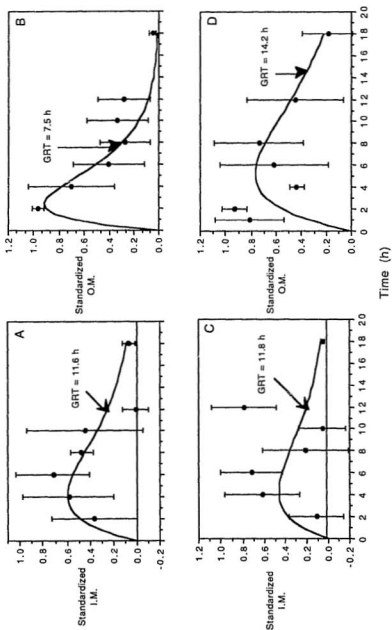 A
1.2
1.0
0.8
0.6
0.4
0.2
0.0
-0.2
Standardized
I.M.
GRT = 11.6 h
B
1.2
1.0
0.8
0.6
0.4
0.2
0.0
Standardized
O.M.
GRT = 7.5 h
C
1.2
1.0
0.8
0.6
0.4
0.2
0.0
-0.2
Standardized
I.M.
GRT = 11.8 h
0 2 4 6 8 10 12 14 16 18 20
D
1.2
1.0
0.8
0.6
0.4
0.2
0.0
Standardized
O.M.
GRT = 14.2 h
0 2 4 6 8 10 12 14 16 18 20
Time (h)